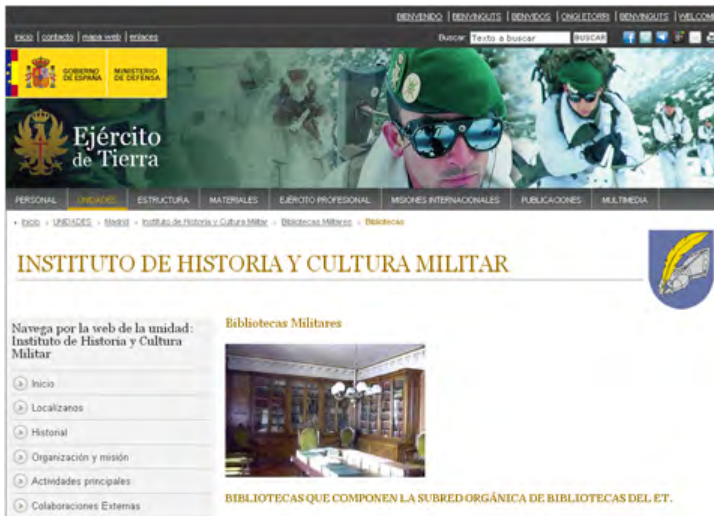 BIENVENIDO | BENVINGUTS | BENVIDOS | ONGI ETORRI | BENVINGUTS | WELCOME
inicio | contacto | mapa web | enlaces
Buscar: Texto a buscar BUSCAR
GOBIERNO DE ESPAÑA
MINISTERIO DE DEFENSA
Ejército
de Tierra
PERSONAL UNIDADES ESTRUCTURA MATERIALES EJÉRCITO PROFESIONAL MISIONES INTERNACIONALES PUBLICACIONES MULTIMEDIA
Inicio > UNIDADES > Madrid > Instituto de Historia y Cultura Militar > Bibliotecas Militares > Bibliotecas
INSTITUTO DE HISTORIA Y CULTURA MILITAR
Navega por la web de la unidad:
Instituto de Historia y Cultura
Militar
Inicio
Localízanos
Historial
Organización y misión
Actividades principales
Colaboraciones Externas
Bibliotecas Militares
BIBLIOTECAS QUE COMPONEN LA SUBRED ORGÁNICA DE BIBLIOTECAS DEL ET.